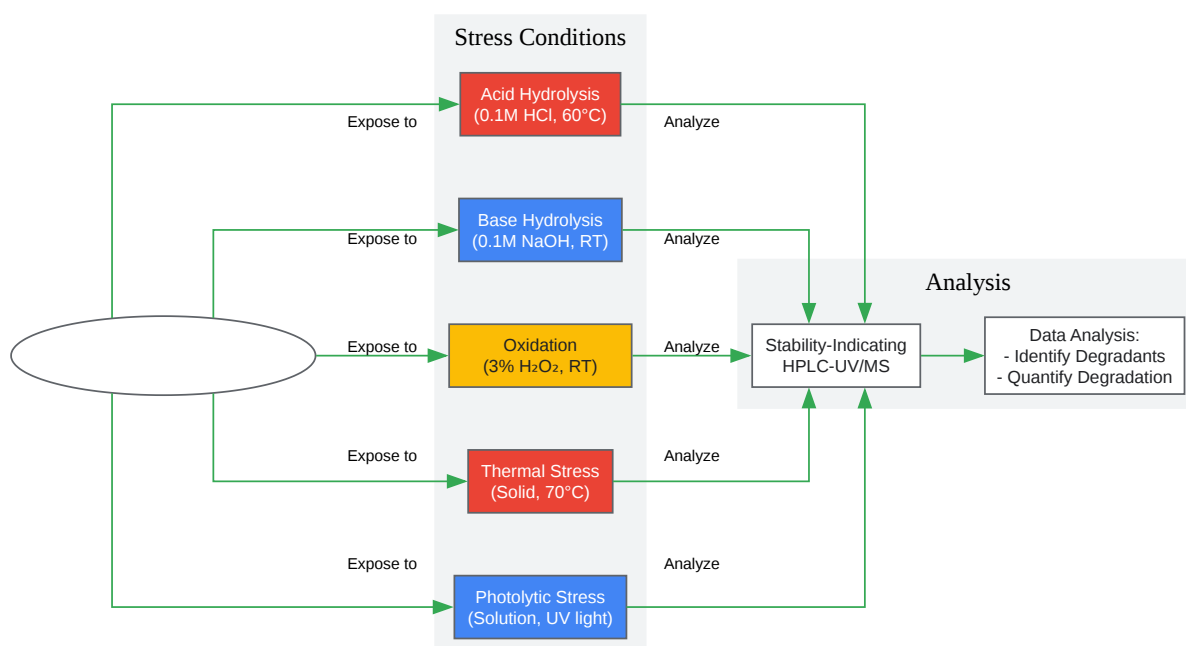 Stress Conditions
Acid Hydrolysis
(0.1M HCl, 60°C)
Expose to
Analyze
Base Hydrolysis
(0.1M NaOH, RT)
Expose to
Analyze
Analysis
Oxidation
(3% H₂O₂, RT)
Expose to
Analyze
Stability-Indicating
HPLC-UV/MS
Data Analysis:
- Identify Degradants
- Quantify Degradation
Expose to
Analyze
Thermal Stress
(Solid, 70°C)
Expose to
Analyze
Photolytic Stress
(Solution, UV light)